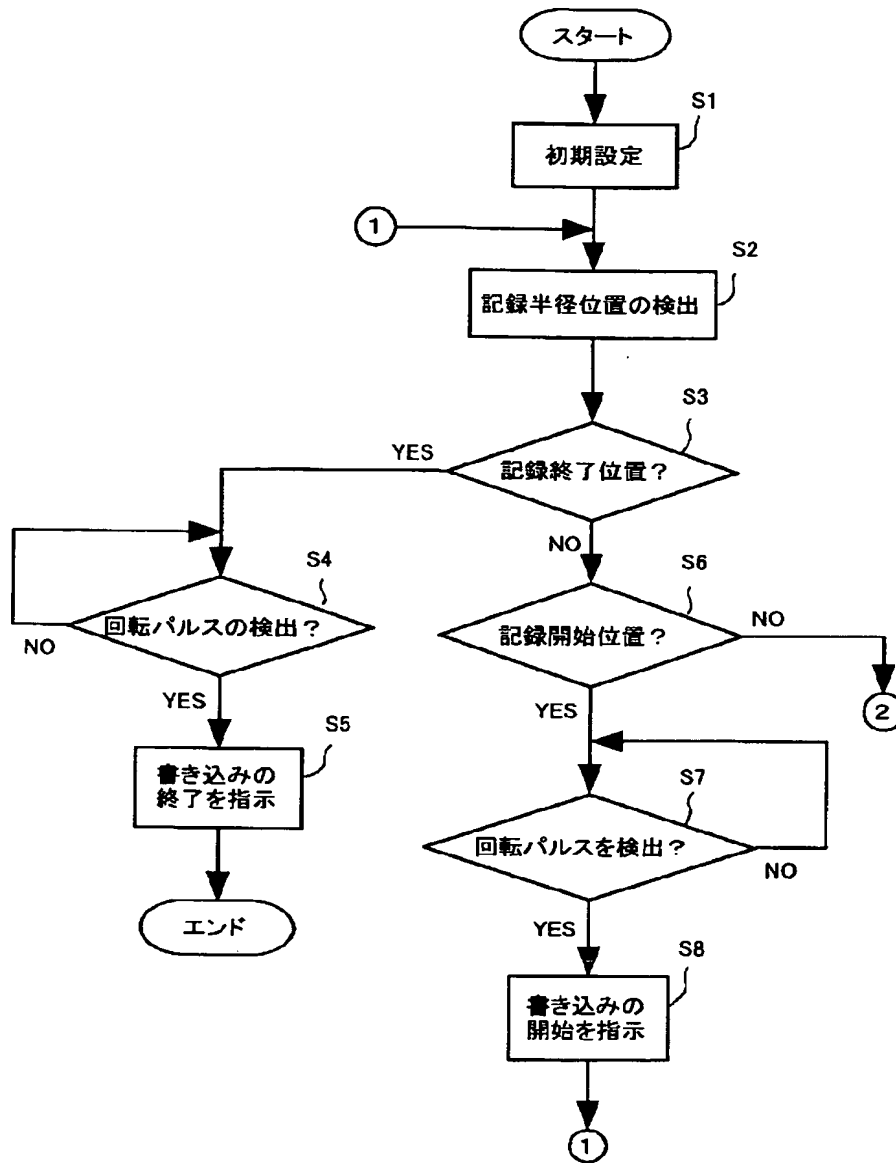 スタート
S1
初期設定
1
S2
記録半径位置の検出
S3
YES
記録終了位置?
NO
S4
回転パルスの検出?
NO
YES
S5
書き込みの
終了を指示
エンド
S6
記録開始位置?
NO
2
YES
S7
回転パルスを検出?
NO
YES
S8
書き込みの
開始を指示
1